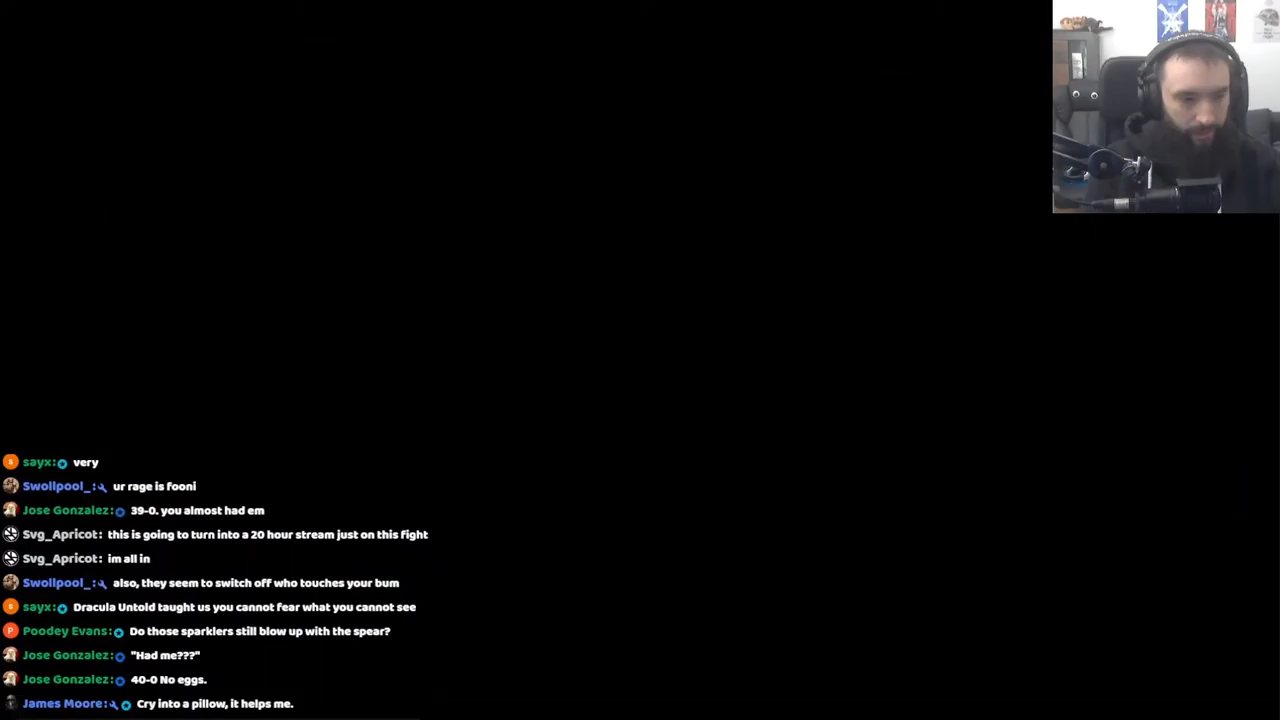 sayx: very
Swollpool_: ur rage is fooni
Jose Gonzalez: 39-0. you almost had em
Svg_Apricot: this is going to turn into a 20 hour stream just on this fight
Svg_Apricot: im all in
Swollpool_: also, they seem to switch off who touches your bum
sayx: Dracula Untold taught us you cannot fear what you cannot see
Poodey Evans: Do those sparklers still blow up with the spear?
Jose Gonzalez: "Had me???"
Jose Gonzalez: 40-0 No eggs.
James Moore: Cry into a pillow, it helps me.